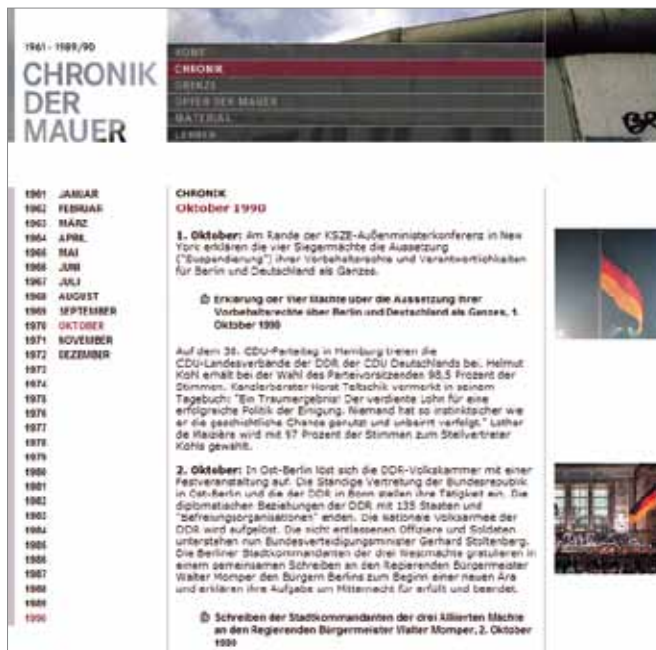 1961 - 1989/90
CHRONIK
DER
MAUER
HOME
CHRONIK
GRENZE
OPFER DER MAUER
MATERIAL
LERNEN
1961 JANUAR
1962 FEBRUAR
1963 MÄRZ
1964 APRIL
1965 MAI
1966 JUNI
1967 JULI
1968 AUGUST
1969 SEPTEMBER
1970 OKTOBER
1971 NOVEMBER
1972 DEZEMBER
1973
1974
1975
1976
1977
1978
1979
1980
1981
1982
1983
1984
1985
1986
1987
1988
1989
1990
CHRONIK
Oktober 1990
1. Oktober: Am Rande der KSZE-Außenministerkonferenz in New
York erklären die vier Siegermächte die Aussetzung
("Suspendierung") ihrer Vorbehaltsrechte und Verantwortlichkeiten
für Berlin und Deutschland als Ganzes.
Erklärung der Vier Mächte über die Aussetzung ihrer
Vorbehaltsrechte über Berlin und Deutschland als Ganzes, 1.
Oktober 1990
Auf dem 38. CDU-Parteitag in Hamburg treten die
CDU-Landesverbände der DDR der CDU Deutschlands bei. Helmut
Kohl erhält bei der Wahl des Parteivorsitzenden 98,5 Prozent der
Stimmen. Kanzlerberater Horst Teltschik vermerkt in seinem
Tagebuch: "Ein Traumergebnis! Der verdiente Lohn für eine
erfolgreiche Politik der Einigung. Niemand hat so instinktsicher wie
er die geschichtliche Chance genutzt und unbeirrt verfolgt." Lothar
de Maizière wird mit 97 Prozent der Stimmen zum Stellvertreter
Kohls gewählt.
2. Oktober: In Ost-Berlin löst sich die DDR-Volkskammer mit einer
Festveranstaltung auf. Die Ständige Vertretung der Bundesrepublik
in Ost-Berlin und die der DDR in Bonn stellen ihre Tätigkeit ein. Die
diplomatischen Beziehungen der DDR mit 135 Staaten und
"Befreiungsorganisationen" enden. Die Nationale Volksarmee der
DDR wird aufgelöst. Die nicht entlassenen Offiziere und Soldaten
unterstehen nun Bundesverteidigungsminister Gerhard Stoltenberg.
Die Berliner Stadtkommandanten der drei Westmächte gratulieren in
einem gemeinsamen Schreiben an den Regierenden Bürgermeister
Walter Momper den Bürgern Berlins zum Beginn einer neuen Ära
und erklären ihre Aufgabe um Mitternacht für erfüllt und beendet.
Schreiben der Stadtkommandanten der drei Alliierten Mächte
an den Regierenden Bürgermeister Walter Momper, 2. Oktober
1990